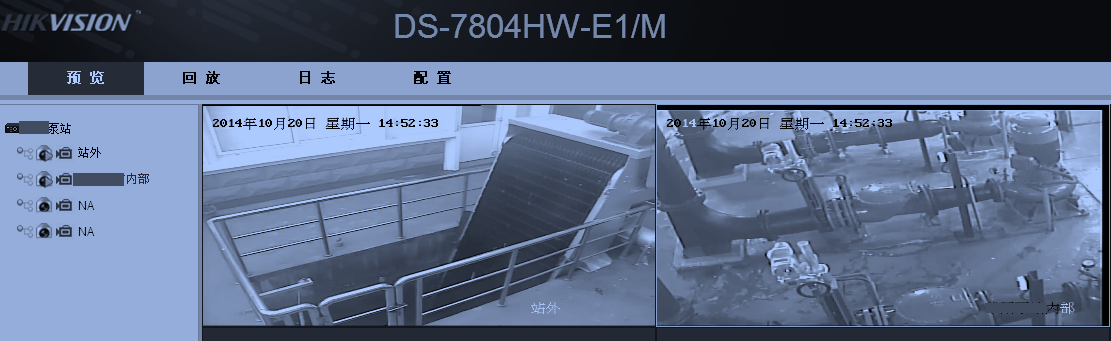 HIKVISION™
DS-7804HW-E1/M
预览 回放 日志 配置
泵站
站外
内部
NA
NA
2014年10月20日 星期一 14:52:33
站外
2014年10月20日 星期一 14:52:33
内部